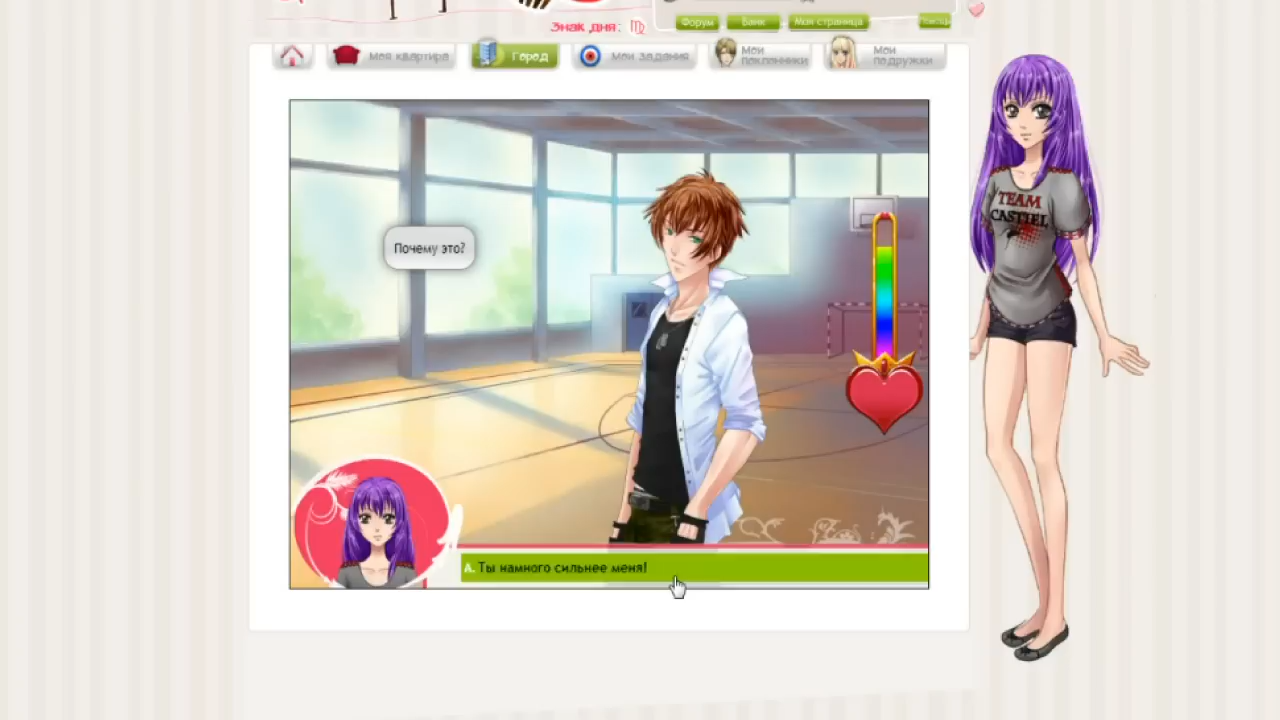 Знак дня:
Форум
Банк
Моя страница
Помощь
Моя квартира
Город
Мои задания
Мои
поклонники
Мои
подружки
TEAM
CASTIEL
Почему это?
А. Ты намного сильнее меня!